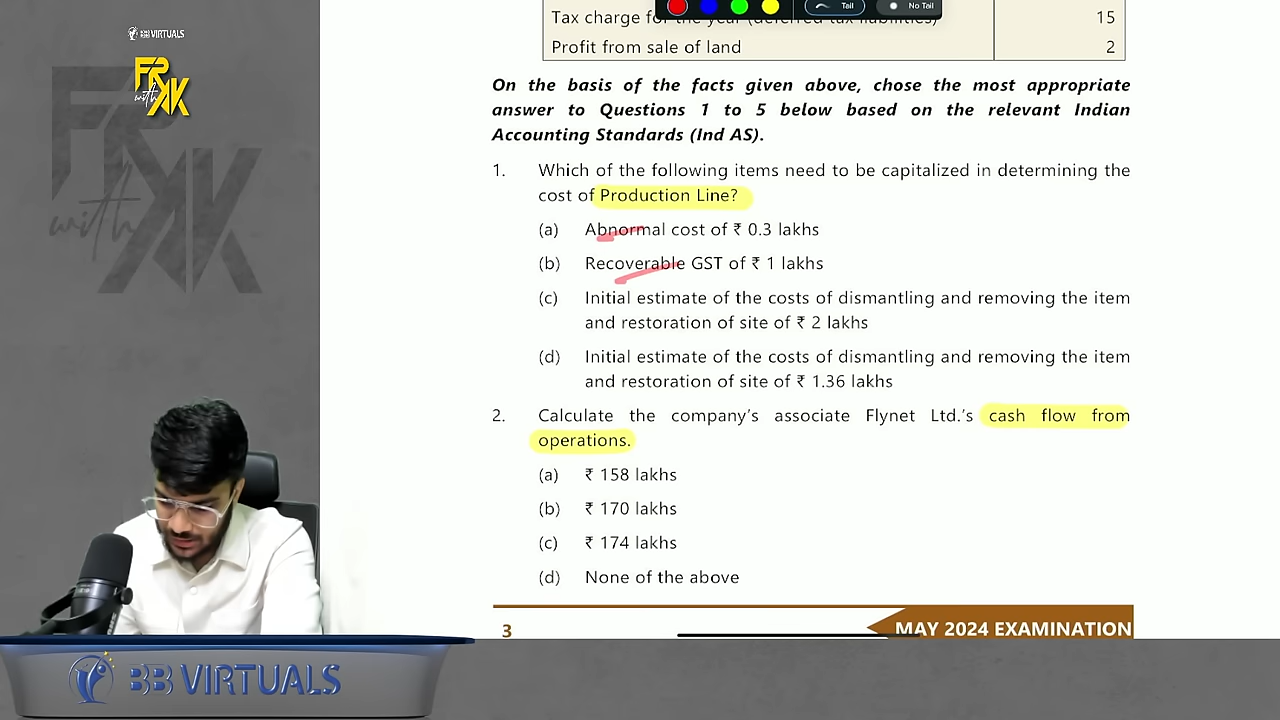 Tail
No Tail
Tax charge for the year (deferred tax liabilities) 15
Profit from sale of land 2
BB VIRTUALS
FR
with
AK
FR
with
AK
On the basis of the facts given above, chose the most appropriate
answer to Questions 1 to 5 below based on the relevant Indian
Accounting Standards (Ind AS).
1. Which of the following items need to be capitalized in determining the
cost of Production Line?
(a) Abnormal cost of ₹ 0.3 lakhs
(b) Recoverable GST of ₹ 1 lakhs
(c) Initial estimate of the costs of dismantling and removing the item
and restoration of site of ₹ 2 lakhs
(d) Initial estimate of the costs of dismantling and removing the item
and restoration of site of ₹ 1.36 lakhs
2. Calculate the company's associate Flynet Ltd.'s cash flow from
operations.
(a) ₹ 158 lakhs
(b) ₹ 170 lakhs
(c) ₹ 174 lakhs
(d) None of the above
3 MAY 2024 EXAMINATION
BB VIRTUALS